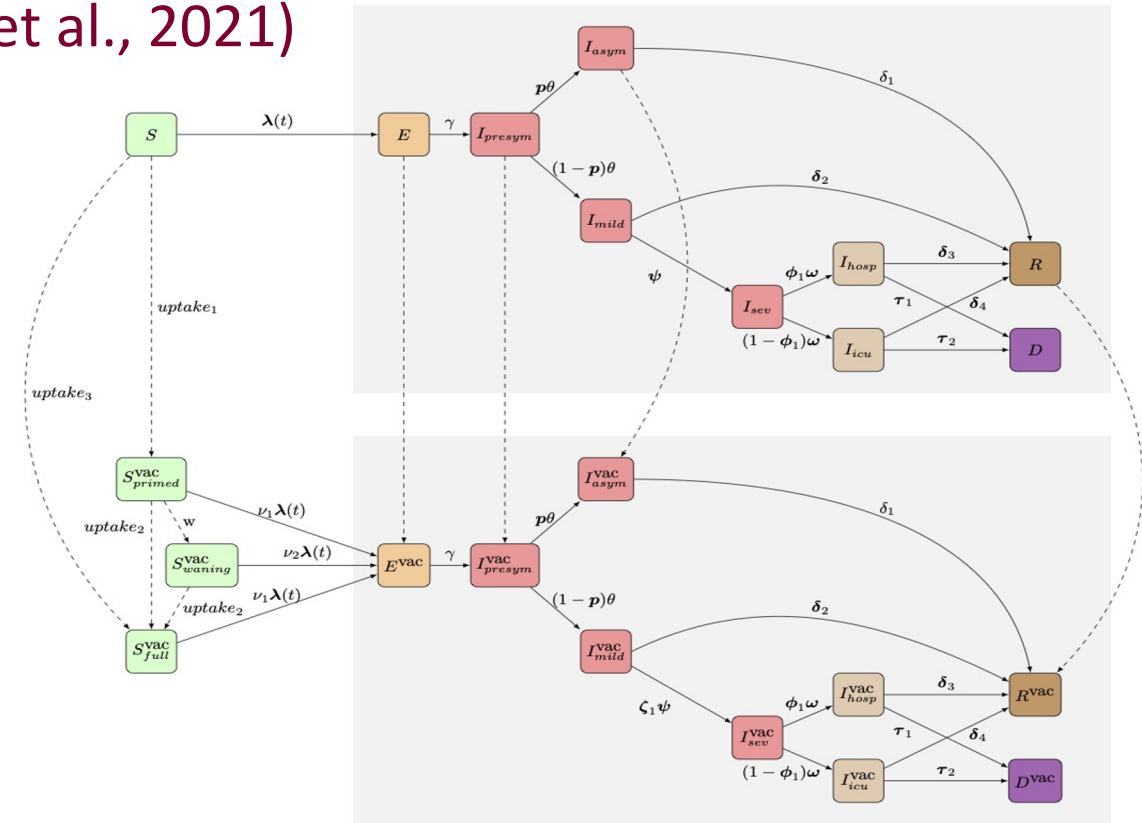 et al., 2021)
I_asym
δ₁
pθ
S
λ(t)
E
γ
I_presym
(1 − p)θ
δ₂
I_mild
ψ
I_hosp
δ₃
R
ϕ₁ω
τ₁
δ₄
I_sev
(1 − ϕ₁)ω
I_icu
τ₂
D
uptake₁
uptake₃
S^vac_primed
I^vac_asym
δ₁
ν₁λ(t)
pθ
uptake₂
w
S^vac_waning
ν₂λ(t)
E^vac
γ
I^vac_presym
ν₁λ(t)
uptake₂
(1 − p)θ
δ₂
S^vac_full
I^vac_mild
ζ₁ψ
I^vac_hosp
δ₃
R^vac
ϕ₁ω
τ₁
δ₄
I^vac_sev
(1 − ϕ₁)ω
I^vac_icu
τ₂
D^vac